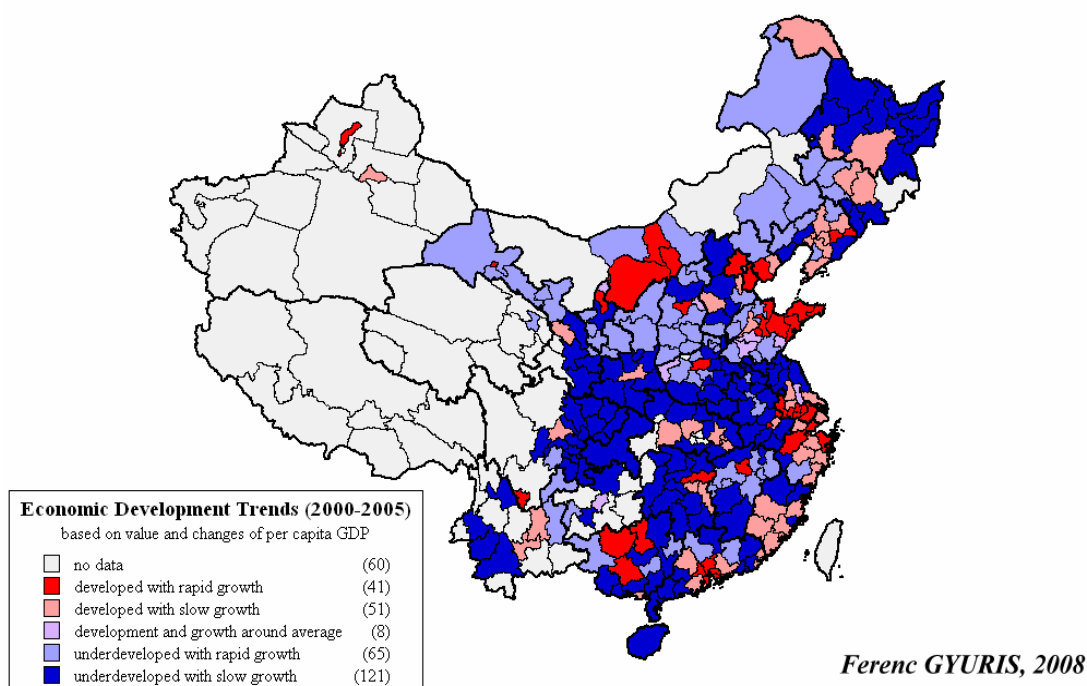 Economic Development Trends (2000-2005)
based on value and changes of per capita GDP
no data (60)
developed with rapid growth (41)
developed with slow growth (51)
development and growth around average (8)
underdeveloped with rapid growth (65)
underdeveloped with slow growth (121)
Ferenc GYURIS, 2008